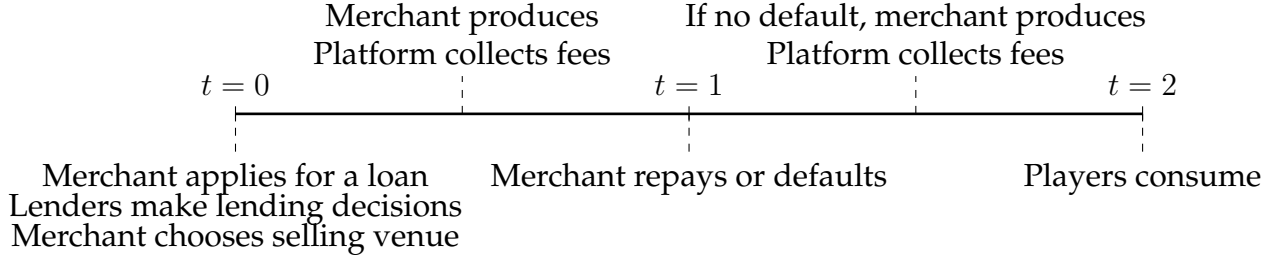 Merchant produces
Platform collects fees
If no default, merchant produces
Platform collects fees
t = 0
t = 1
t = 2
Merchant applies for a loan
Lenders make lending decisions
Merchant chooses selling venue
Merchant repays or defaults
Players consume